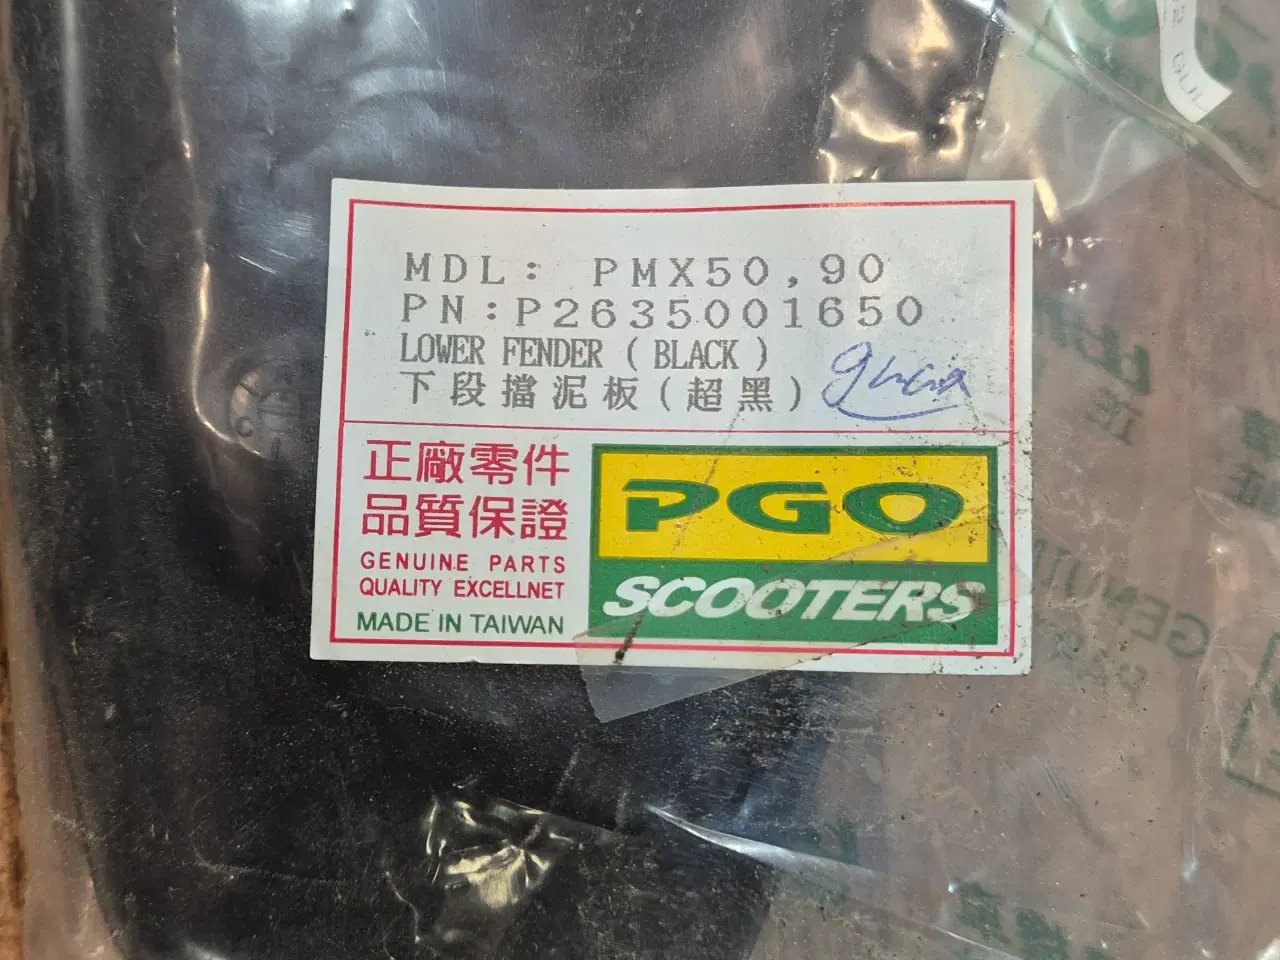 MDL: PMX50,90
PN:P2635001650
LOWER FENDER (BLACK)
下段擋泥板(超黑)
正廠零件
品質保證
GENUINE PARTS
QUALITY EXCELLNET
MADE IN TAIWAN
PGO
SCOOTERS
GENUINE